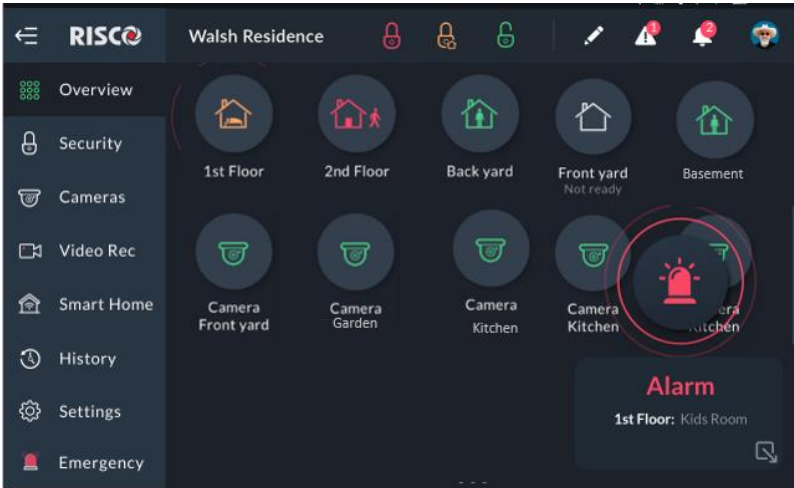 RISCO
Walsh Residence
1
2
Overview
Security
Cameras
Video Rec
Smart Home
History
Settings
Emergency
1st Floor
2nd Floor
Back yard
Front yard
Not ready
Basement
Camera
Front yard
Camera
Garden
Camera
Kitchen
Camera
Kitchen
Alarm
1st Floor: Kids Room